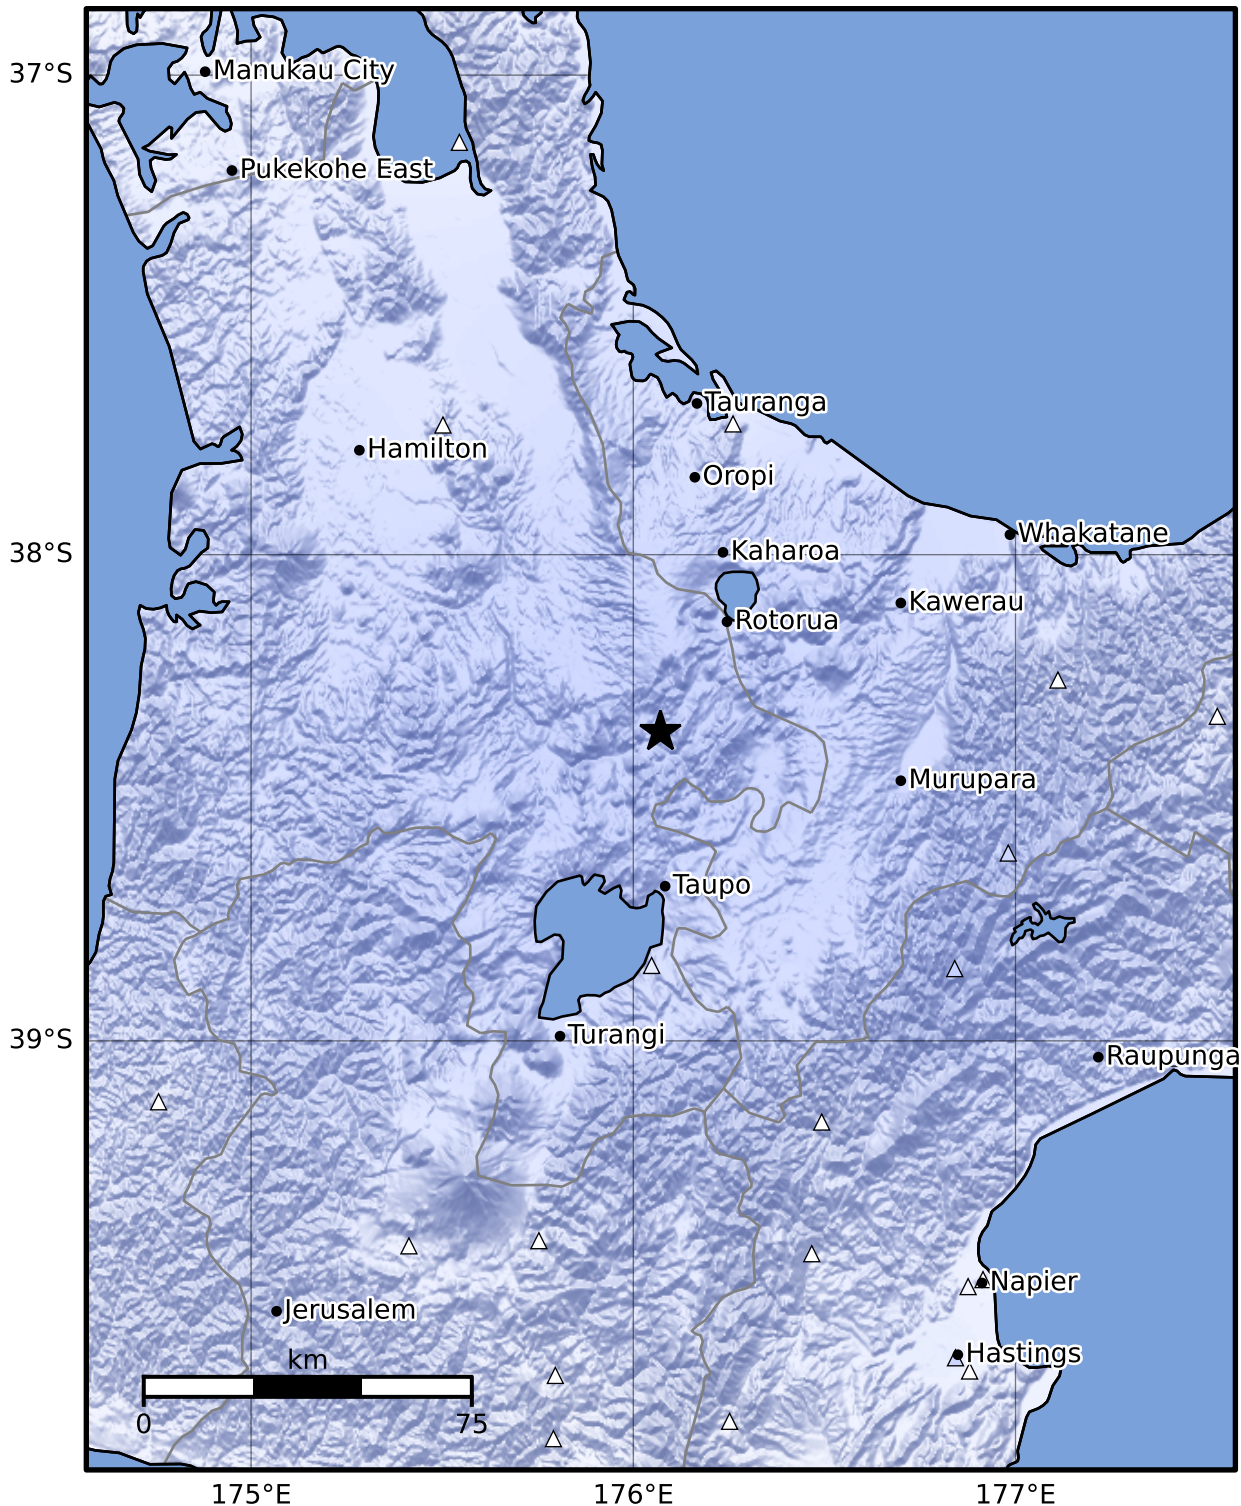 37°S
Manukau City
Pukekohe East
Tauranga
Hamilton
Oropi
Whakatane
38°S
Kaharoa
Kawerau
Rotorua
Murupara
Taupo
Turangi
39°S
Raupunga
Napier
Jerusalem
Hastings
km
0 75
175°E 176°E 177°E